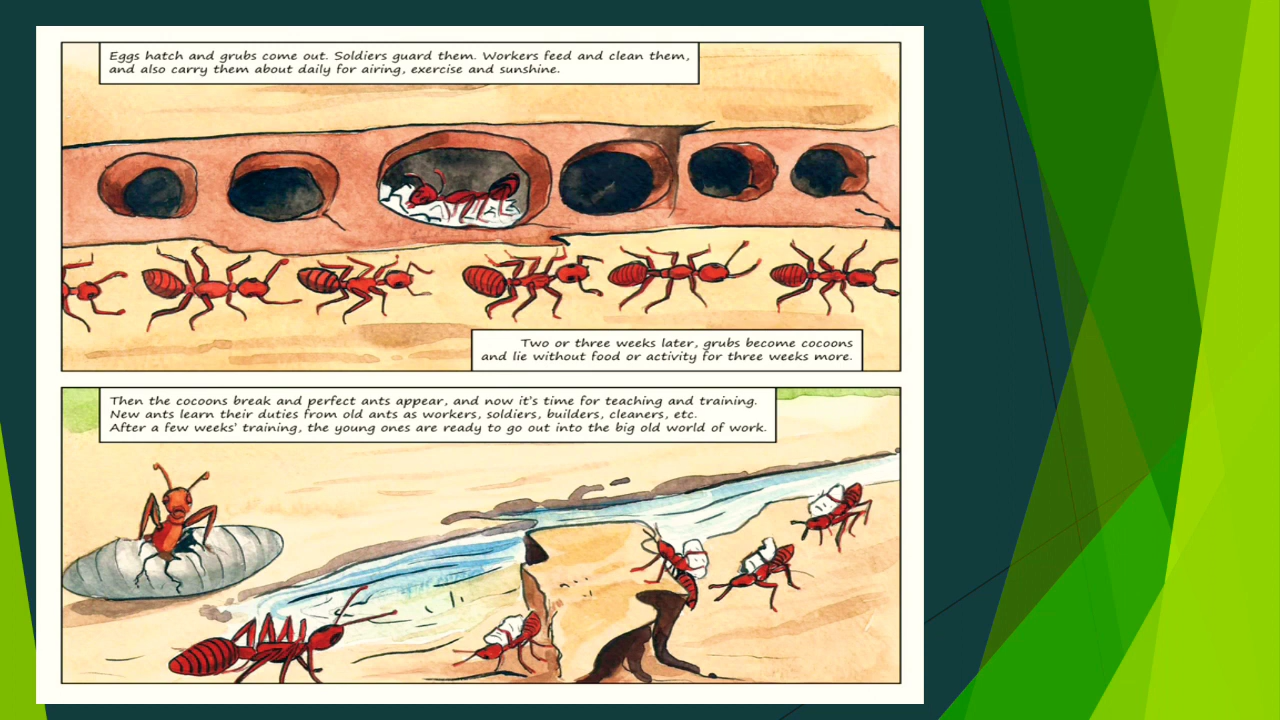 Eggs hatch and grubs come out. Soldiers guard them. Workers feed and clean them,
and also carry them about daily for airing, exercise and sunshine.
Two or three weeks later, grubs become cocoons
and lie without food or activity for three weeks more.
Then the cocoons break and perfect ants appear, and now it's time for teaching and training.
New ants learn their duties from old ants as workers, soldiers, builders, cleaners, etc.
After a few weeks' training, the young ones are ready to go out into the big old world of work.